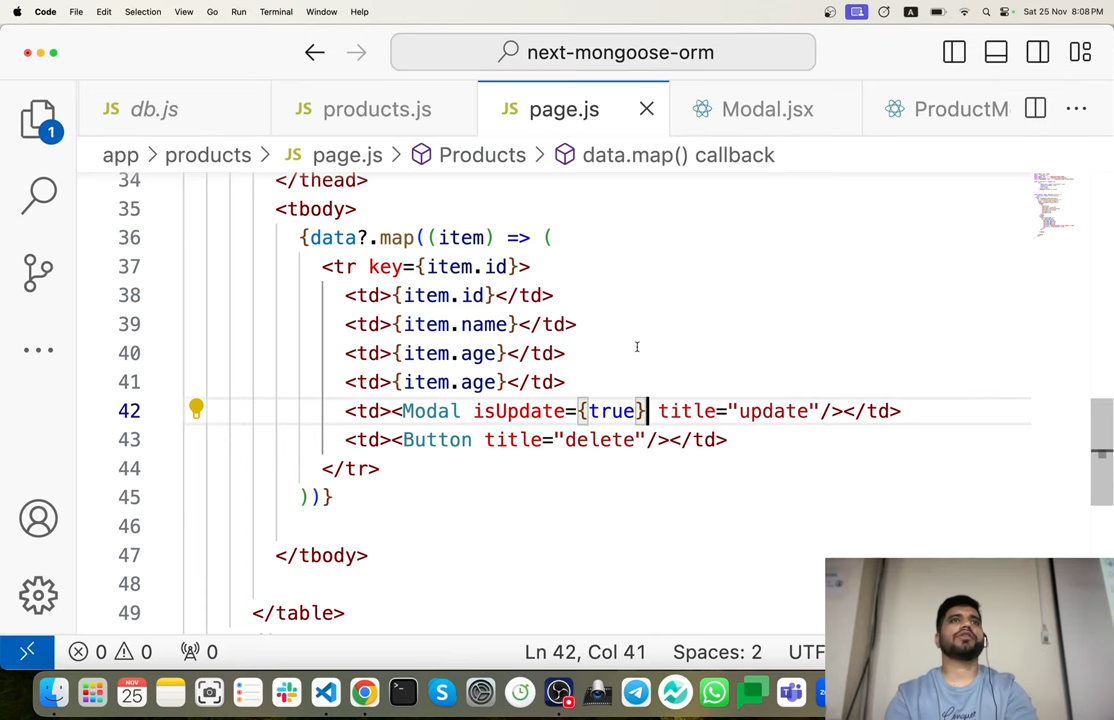 Code File Edit Selection View Go Run Terminal Window Help A Sat 25 Nov 8:08 PM
next-mongoose-orm
JS db.js JS products.js JS page.js Modal.jsx ProductM
1
app > products > JS page.js > Products > data.map() callback
34 </thead>
35 <tbody>
36 {data?.map((item) => (
37 <tr key={item.id}>
38 <td>{item.id}</td>
39 <td>{item.name}</td>
40 <td>{item.age}</td>
41 <td>{item.age}</td>
42 <td><Modal isUpdate={true} title="update"/></td>
43 <td><Button title="delete"/></td>
44 </tr>
45 ))}
46
47 </tbody>
48
49 </table>
0 0 0 Ln 42, Col 41 Spaces: 2 UTF
NOV 25